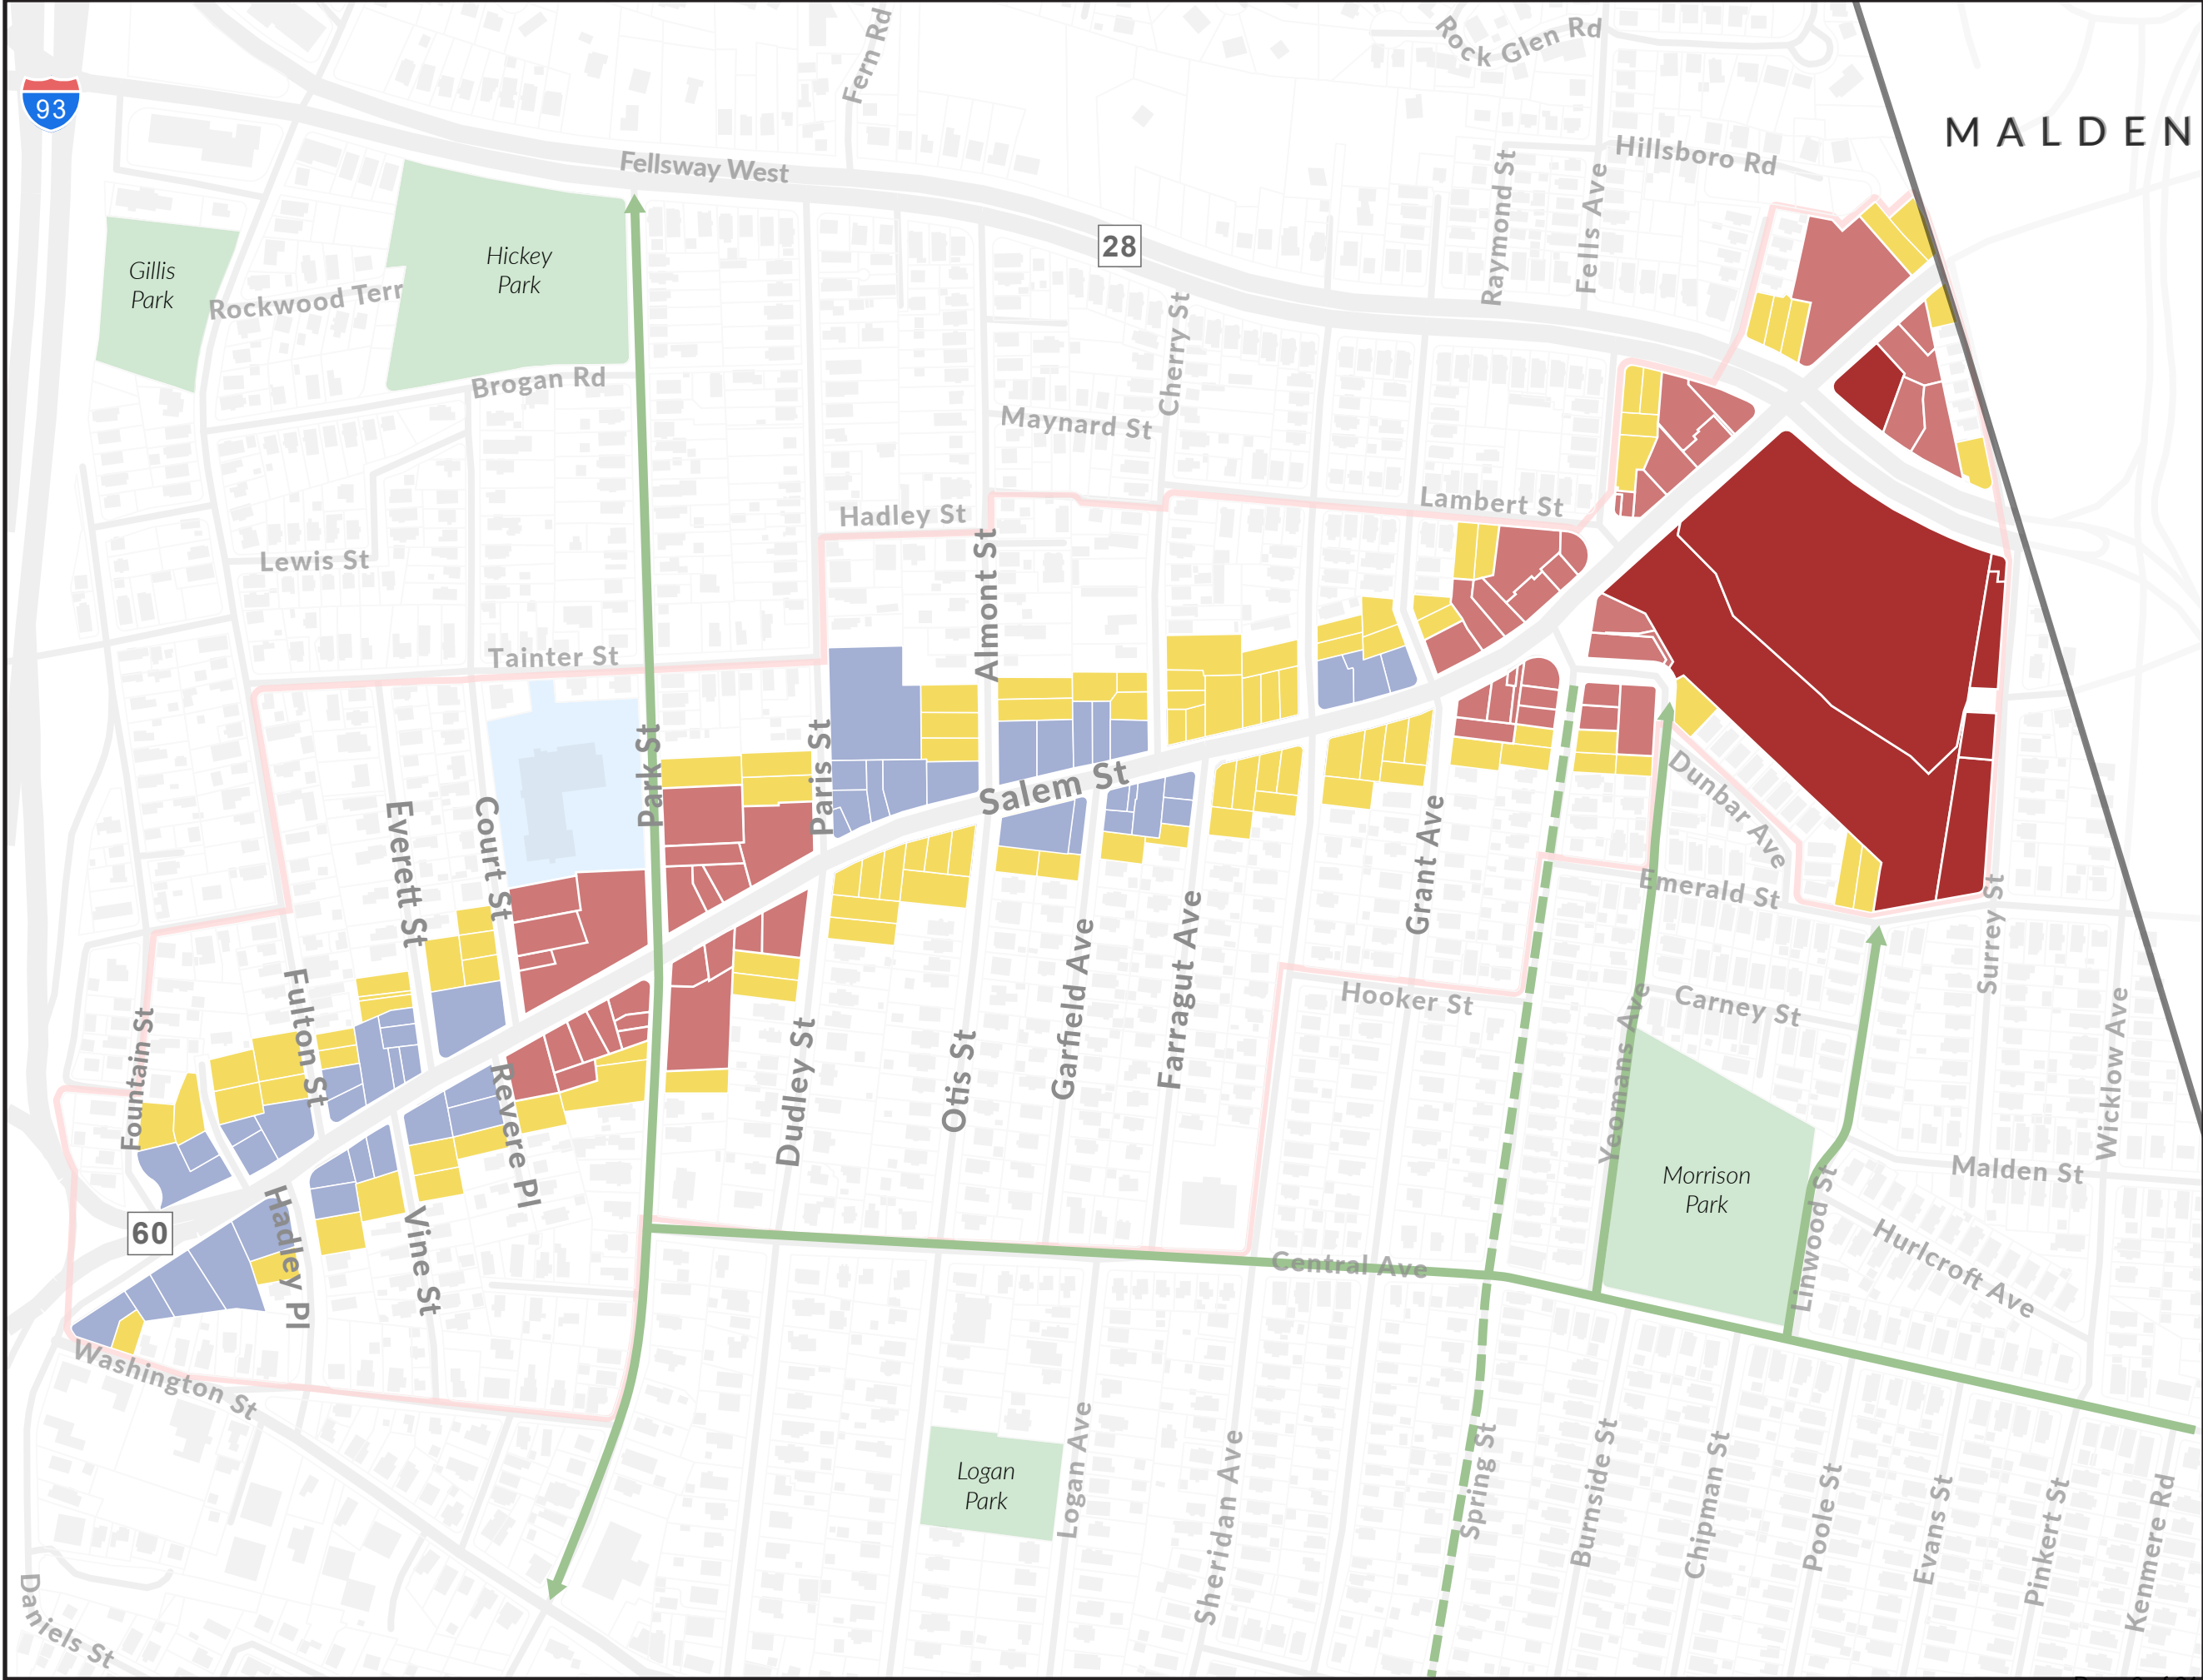 Rock Glen Rd
Fern Rd
93
MALDEN
Hillsboro Rd
Fellsway West
Raymond St
Fells Ave
28
Hickey
Park
Gillis
Park
Rockwood Terr
Cherry St
Brogan Rd
Maynard St
Lambert St
Hadley St
Lewis St
Almont St
Tainter St
Park St
Paris St
Salem St
Dunbar Ave
Everett St
Court St
Grant Ave
Emerald St
Surrey St
Farragut Ave
Garfield Ave
Hooker St
Carney St
Yeomans Ave
Wicklow Ave
Fulton St
Fountain St
Dudley St
Otis St
Revere Pl
Morrison
Park
Malden St
Linwood St
Hadley Pl
60
Vine St
Central Ave
Hurlcroft Ave
Washington St
Logan
Park
Logan Ave
Sheridan Ave
Spring St
Burnside St
Chipman St
Poole St
Evans St
Pinkert St
Kenmere Rd
Daniels St